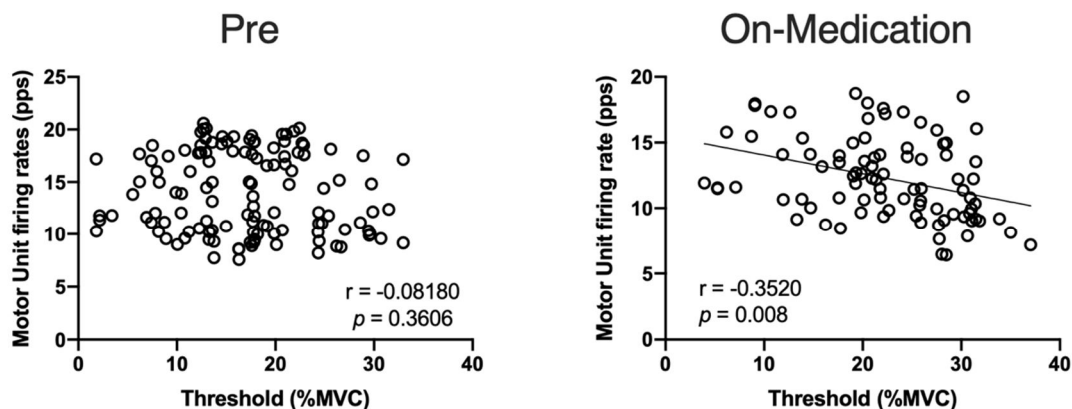 Pre
Motor Unit firing rates (pps)
25
20
15
10
5
0
r = -0.08180
p = 0.3606
0 10 20 30 40
Threshold (%MVC)
On-Medication
Motor Unit firing rate (pps)
20
15
10
5
0
r = -0.3520
p = 0.008
0 10 20 30 40
Threshold (%MVC)